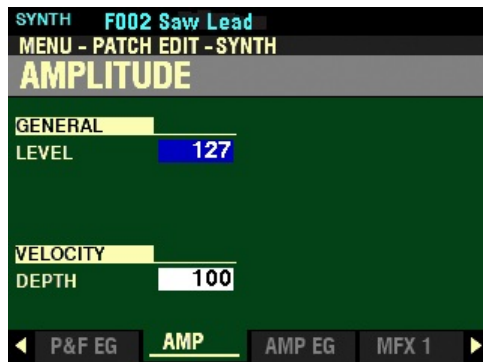 SYNTH F002 Saw Lead
MENU - PATCH EDIT -SYNTH
AMPLITUDE
GENERAL
LEVEL 127
VELOCITY
DEPTH 100
P&F EG AMP AMP EG MFX 1